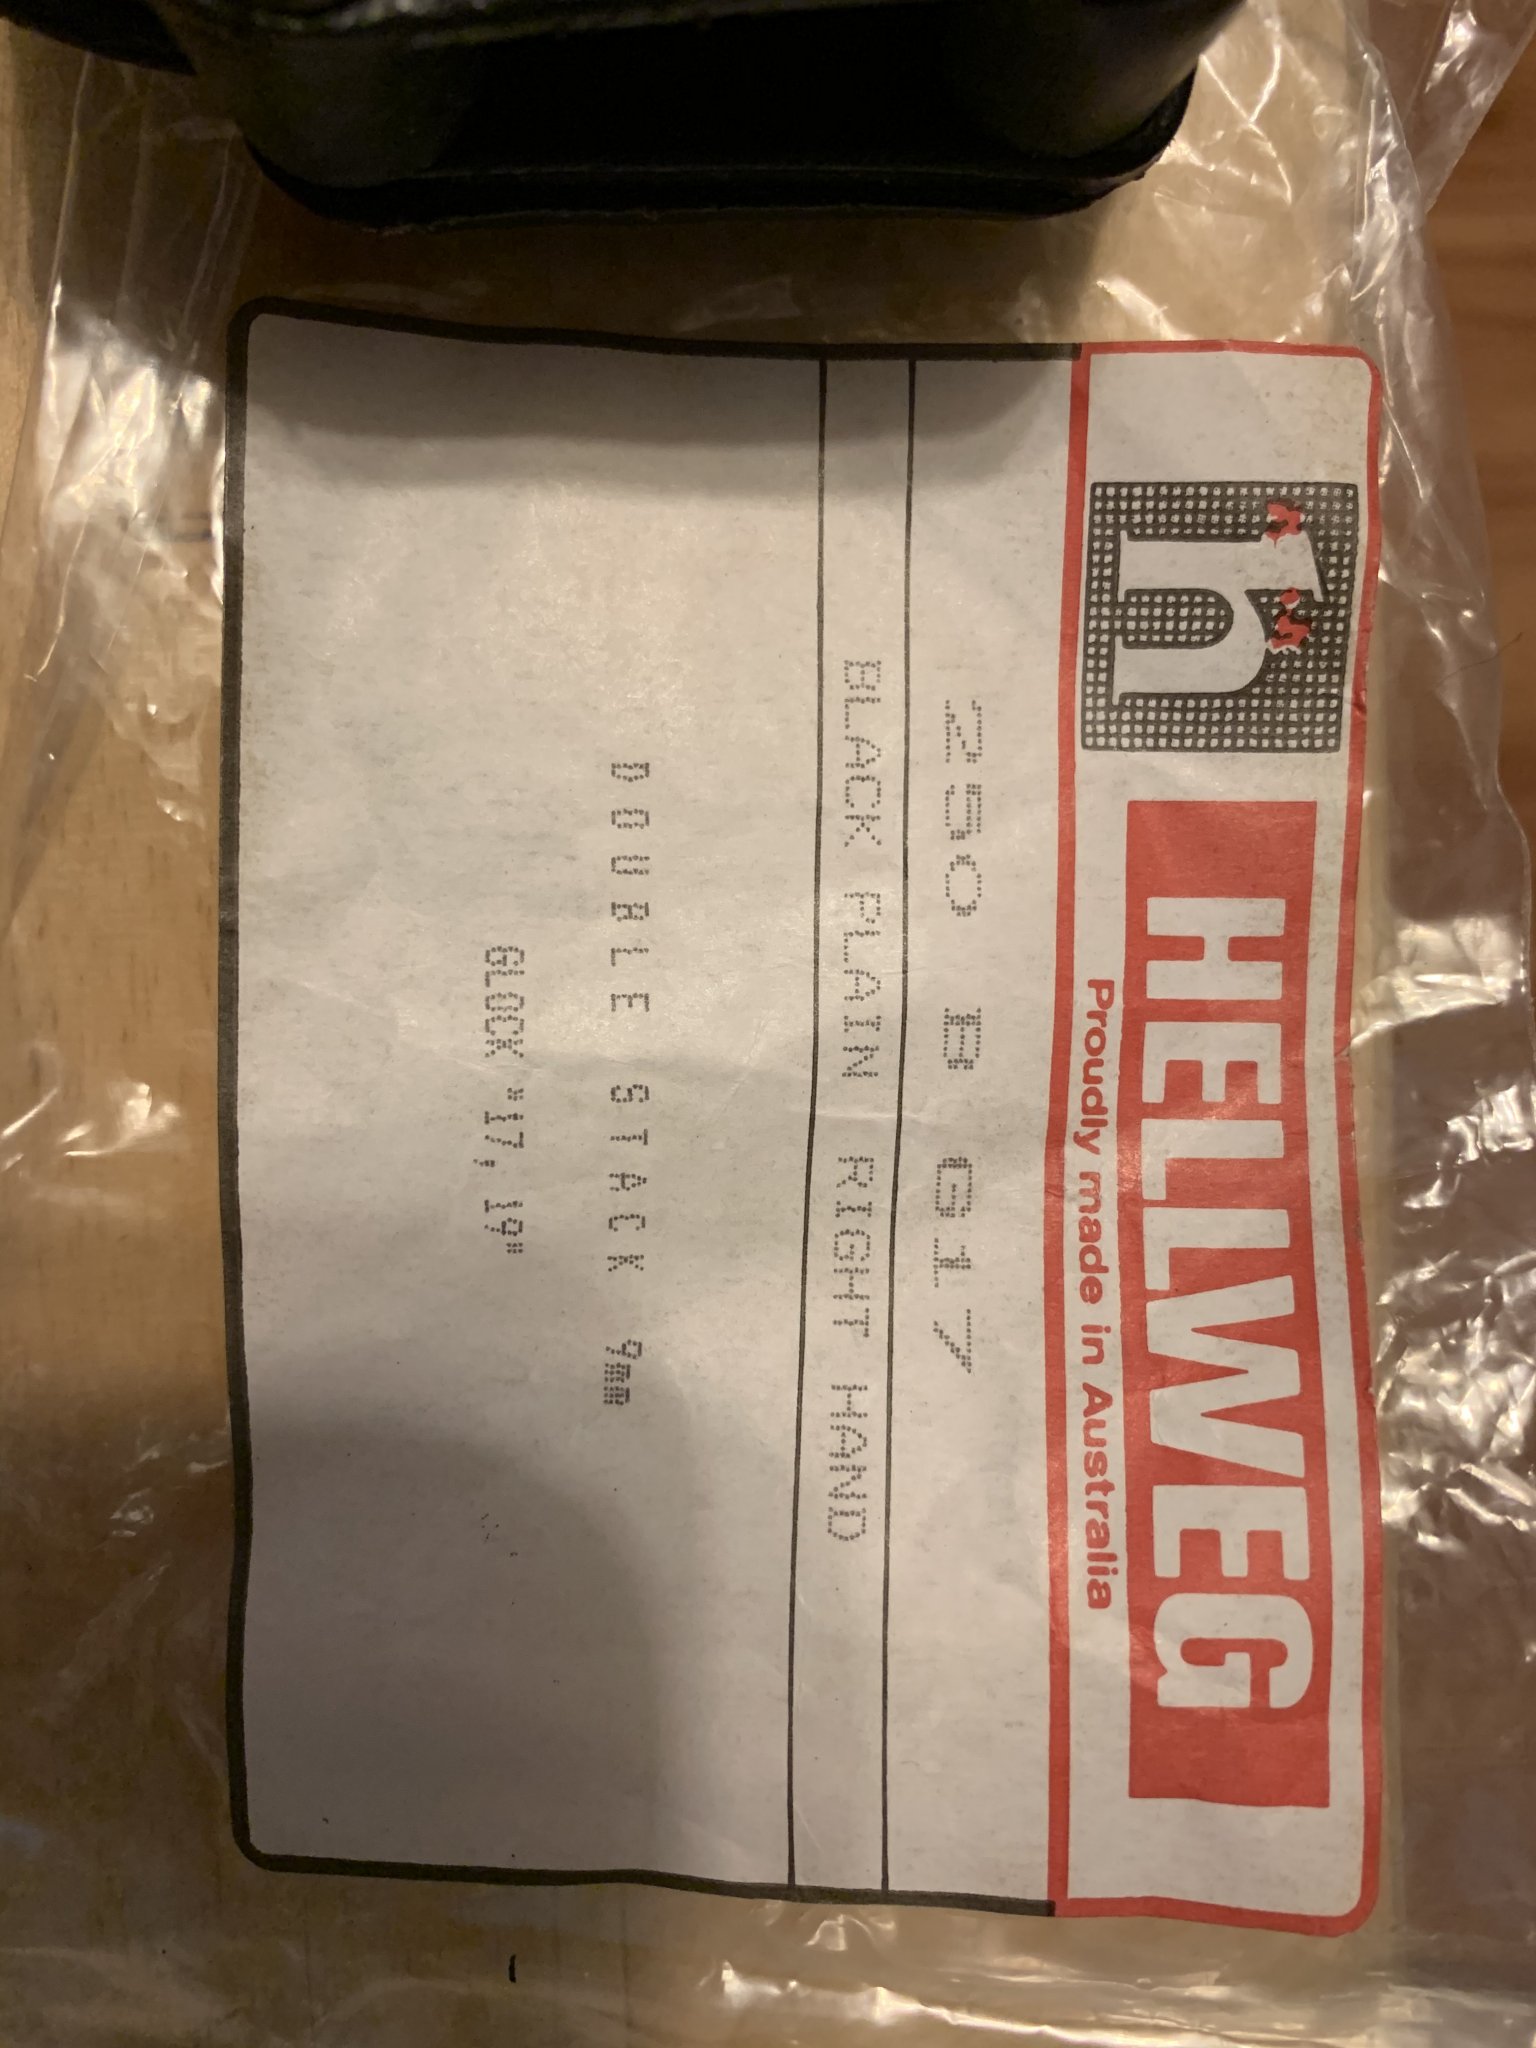 h HELLWEG
Proudly made in Australia
250 B G17
BLACK PLAIN RIGHT HAND
DOUBLE STACK 9mm
GLOCK "17, 19"